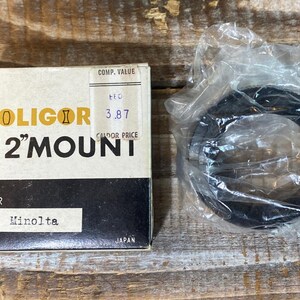 COMP. VALUE
3.87
CALDOR PRICE
OLIGOR
2" MOUNT
R
Minolta
JAPAN